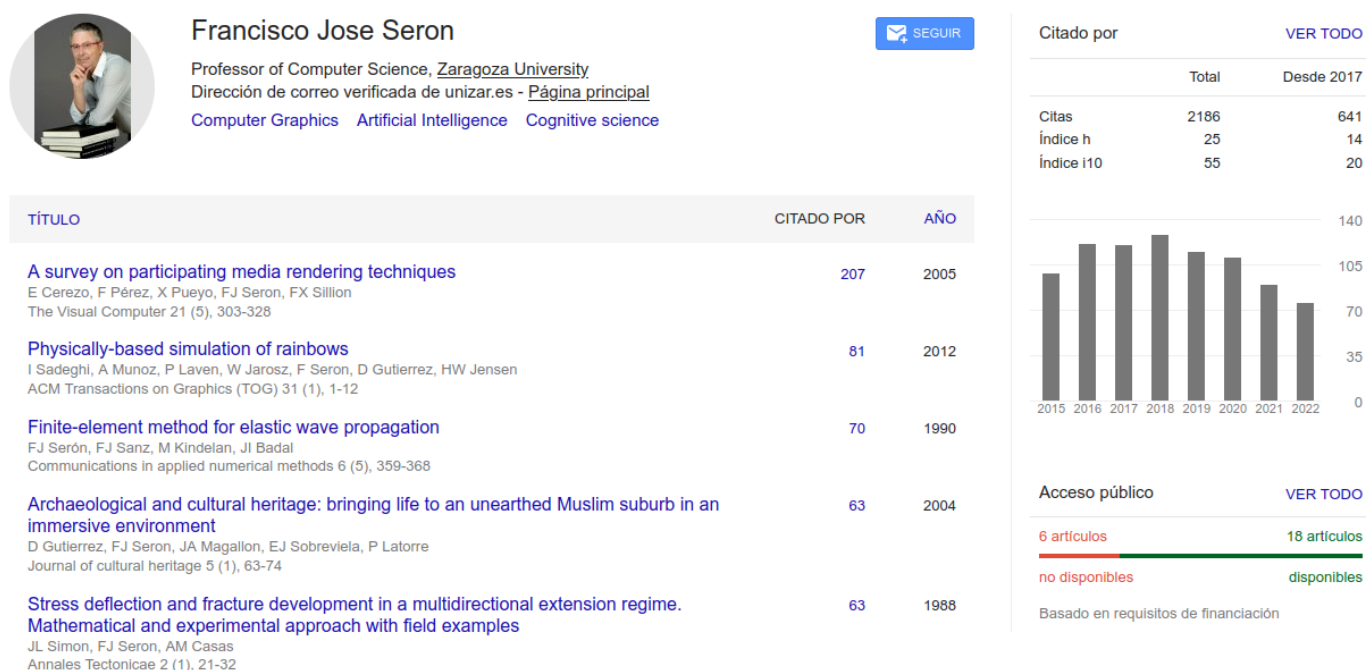 Francisco Jose Seron
SEGUIR
Professor of Computer Science, Zaragoza University
Dirección de correo verificada de unizar.es - Página principal
Computer Graphics Artificial Intelligence Cognitive science
TÍTULO CITADO POR AÑO
A survey on participating media rendering techniques 207 2005
E Cerezo, F Pérez, X Pueyo, FJ Seron, FX Sillion
The Visual Computer 21 (5), 303-328
Physically-based simulation of rainbows 81 2012
I Sadeghi, A Munoz, P Laven, W Jarosz, F Seron, D Gutierrez, HW Jensen
ACM Transactions on Graphics (TOG) 31 (1), 1-12
Finite-element method for elastic wave propagation 70 1990
FJ Serón, FJ Sanz, M Kindelan, JI Badal
Communications in applied numerical methods 6 (5), 359-368
Archaeological and cultural heritage: bringing life to an unearthed Muslim suburb in an 63 2004
immersive environment
D Gutierrez, FJ Seron, JA Magallon, EJ Sobreviela, P Latorre
Journal of cultural heritage 5 (1), 63-74
Stress deflection and fracture development in a multidirectional extension regime. 63 1988
Mathematical and experimental approach with field examples
JL Simon, FJ Seron, AM Casas
Annales Tectonicae 2 (1), 21-32
Citado por VER TODO
Total Desde 2017
Citas 2186 641
Índice h 25 14
Índice i10 55 20
140
105
70
35
0
2015 2016 2017 2018 2019 2020 2021 2022
Acceso público VER TODO
6 artículos 18 artículos
no disponibles disponibles
Basado en requisitos de financiación